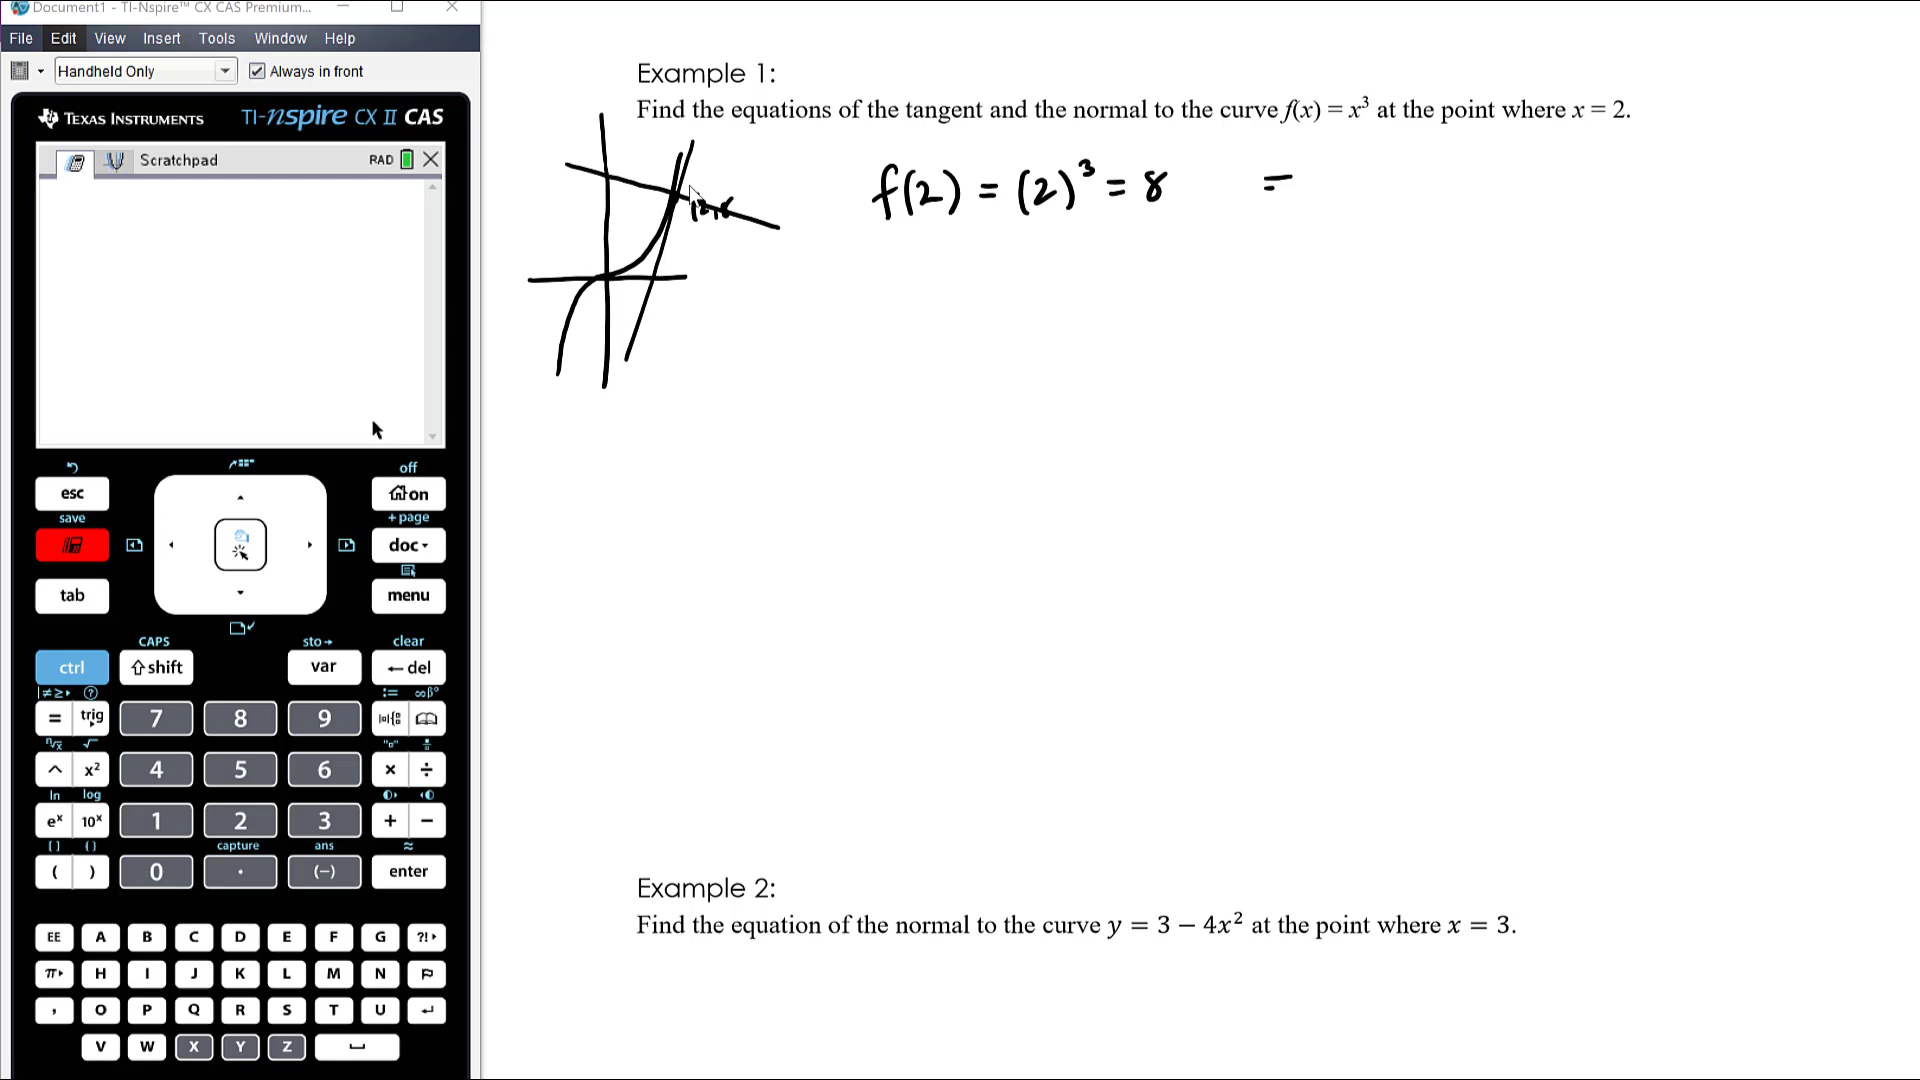 Document1 - TI-Nspire™ CX CAS Premium...
File Edit View Insert Tools Window Help
Handheld Only Always in front
TEXAS INSTRUMENTS TI-nspire CX II CAS
Scratchpad RAD
off
esc on
save + page
doc
tab menu
CAPS sto→ clear
ctrl shift var ←del
|≠≥▸ ? := ∞β°
= trig 7 8 9
ⁿ√x √ "▫"
^ x² 4 5 6 × ÷
ln log
eˣ 10ˣ 1 2 3 + −
[ ] { } capture ans ≈
( ) 0 . (−) enter
EE A B C D E F G ?!▸
π▸ H I J K L M N
, O P Q R S T U ↵
V W X Y Z
Example 1:
Find the equations of the tangent and the normal to the curve f(x) = x³ at the point where x = 2.
f(2) = (2)³ = 8 =
(2,8
Example 2:
Find the equation of the normal to the curve y = 3 − 4x² at the point where x = 3.